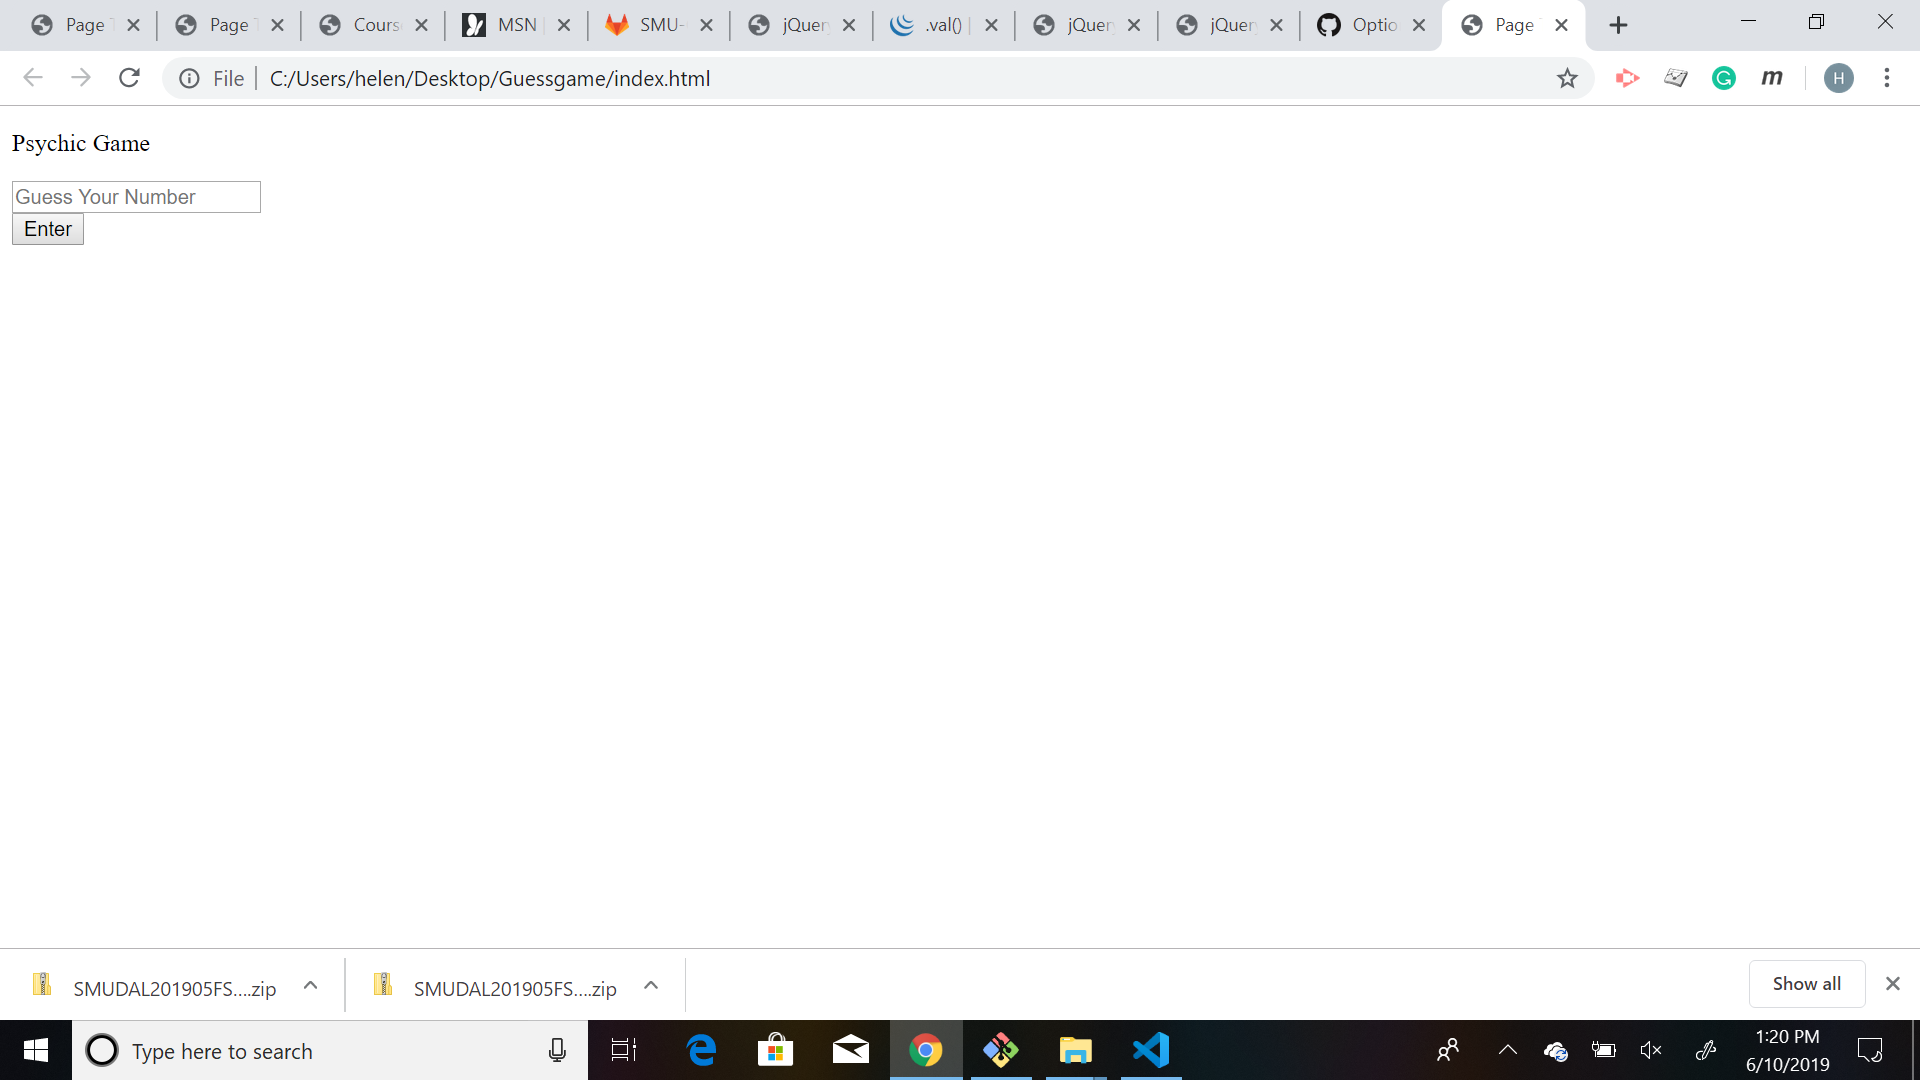 Page
Page
Cours
MSN
SMU-
jQuer
.val() |
jQuer
jQuer
Optio
Page
File
C:/Users/helen/Desktop/Guessgame/index.html
m
H
Psychic Game
Guess Your Number
Enter
SMUDAL201905FS....zip
SMUDAL201905FS....zip
Show all
Type here to search
1:20 PM
6/10/2019